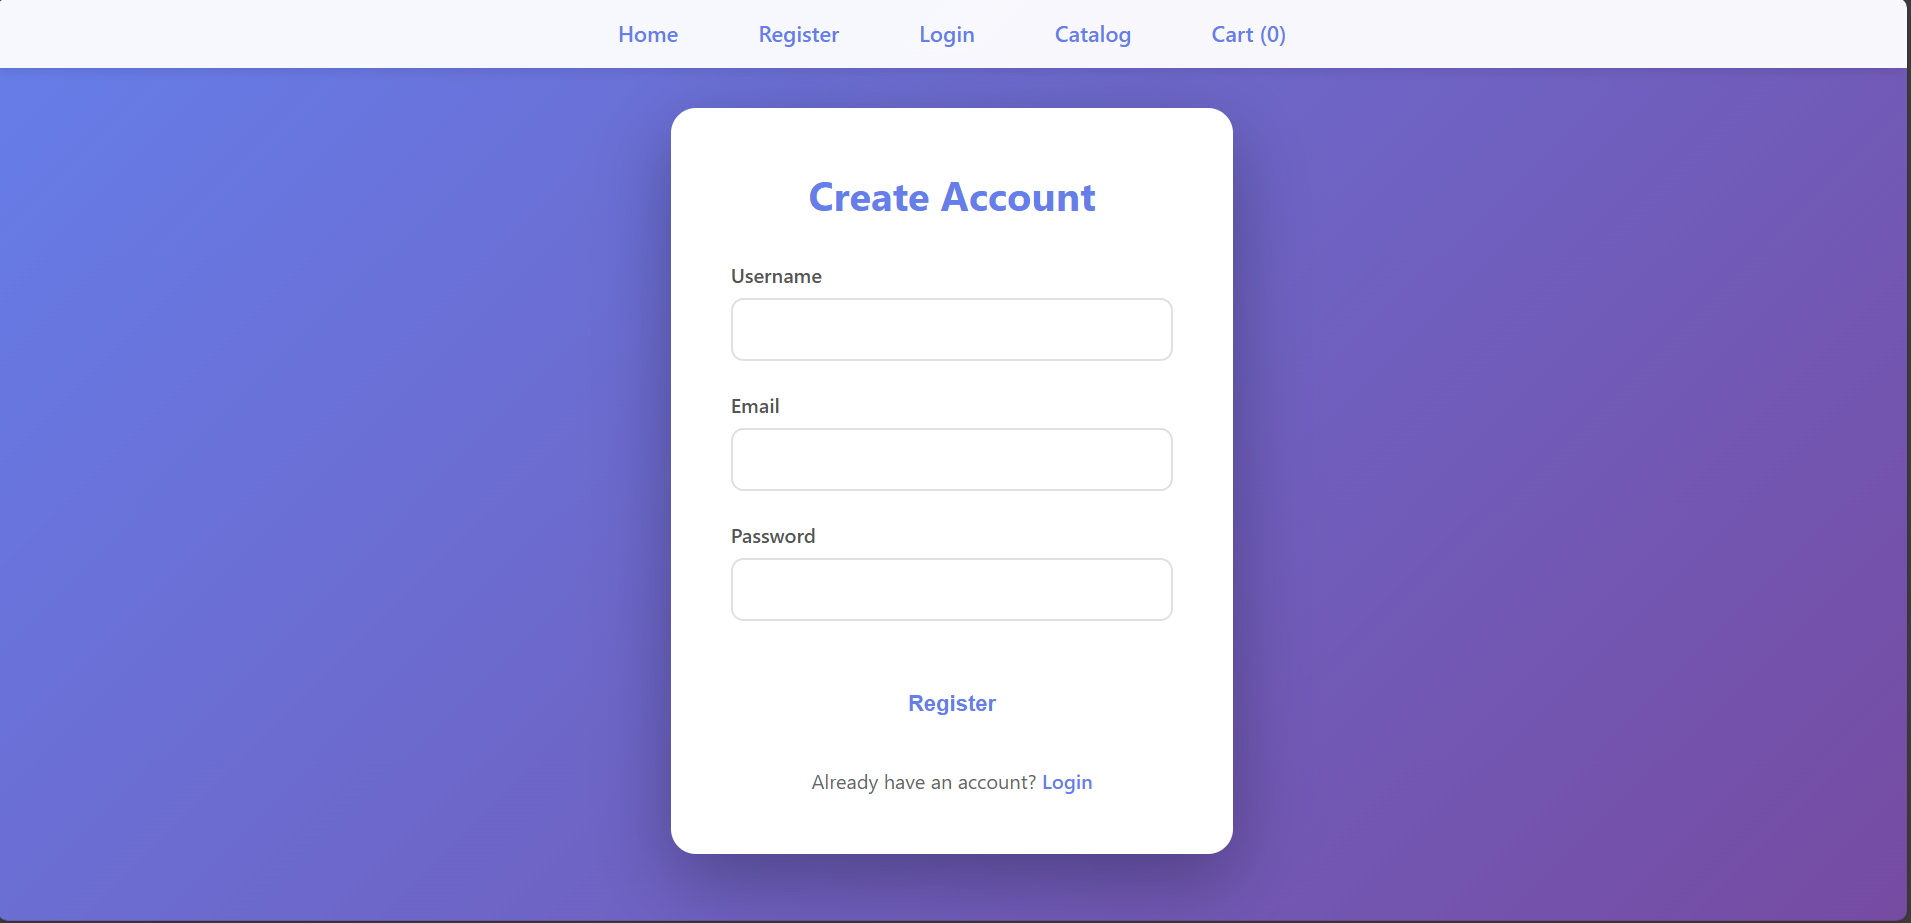 Home Register Login Catalog Cart (0)
Create Account
Username
Email
Password
Register
Already have an account? Login